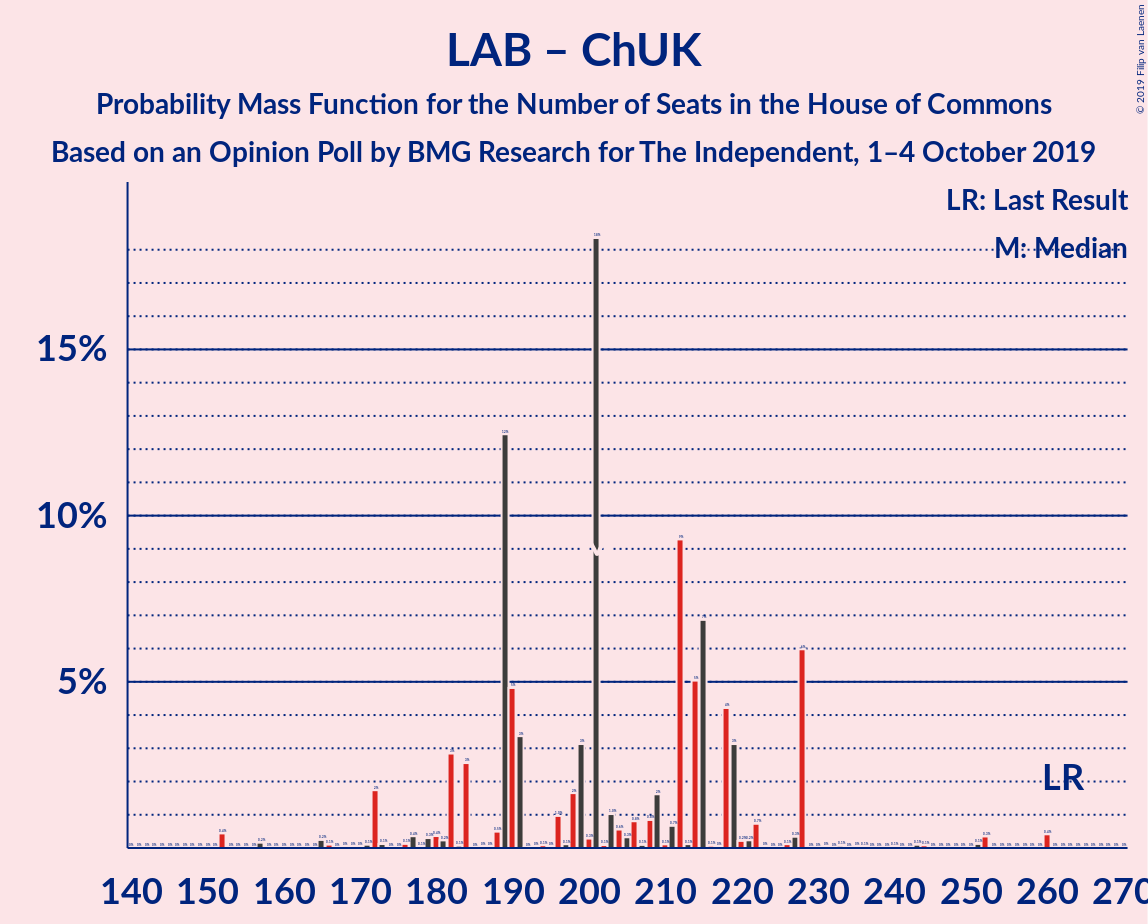 LAB – ChUK
Probability Mass Function for the Number of Seats in the House of Commons
Based on an Opinion Poll by BMG Research for The Independent, 1–4 October 2019
© 2019 Filip van Laenen
LR: Last Result
M: Median
15%
10%
5%
LR
140 150 160 170 180 190 200 210 220 230 240 250 260 270